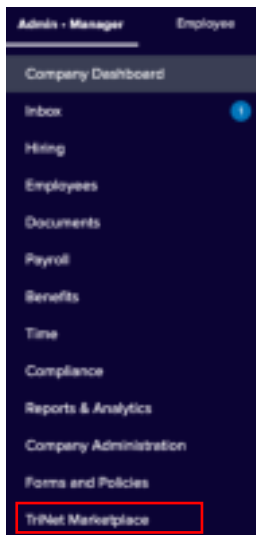 Admin - Manager Employee
Company Dashboard
Inbox 1
Hiring
Employees
Documents
Payroll
Benefits
Time
Compliance
Reports & Analytics
Company Administration
Forms and Policies
TriNet Marketplace